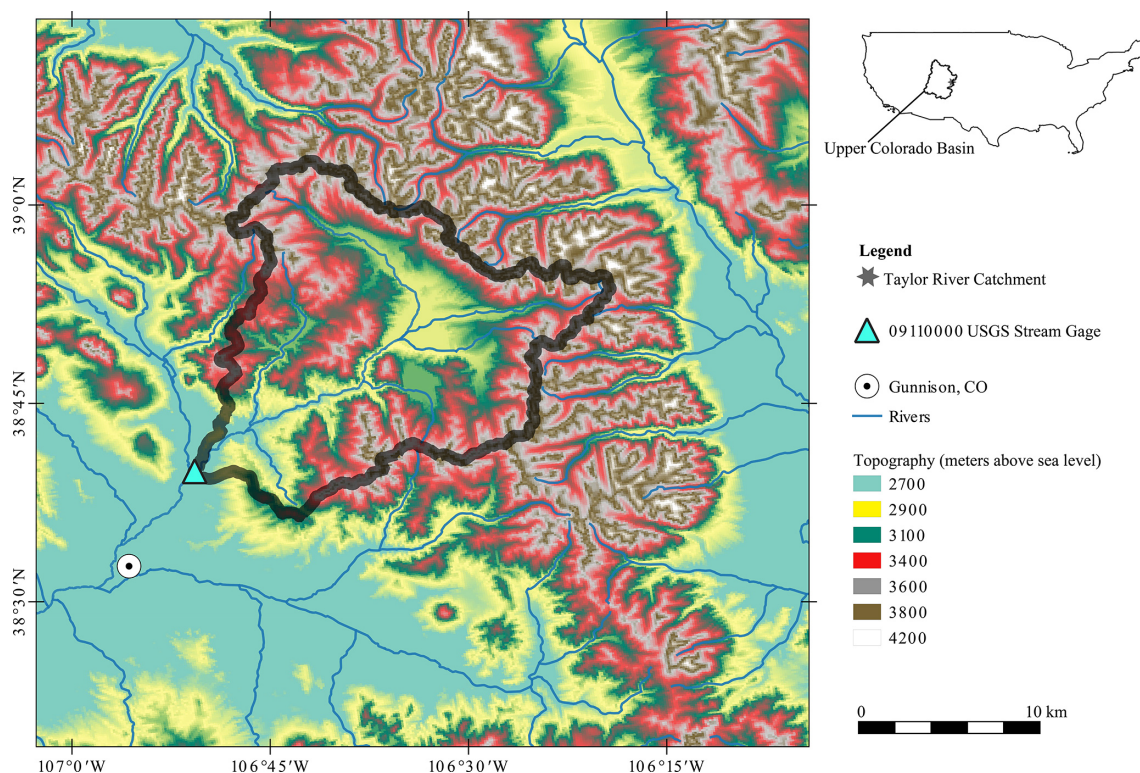 Upper Colorado Basin
39°0'N
38°45'N
38°30'N
107°0'W
106°45'W
106°30'W
106°15'W
Legend
Taylor River Catchment
09110000 USGS Stream Gage
Gunnison, CO
Rivers
Topography (meters above sea level)
2700
2900
3100
3400
3600
3800
4200
0 10 km